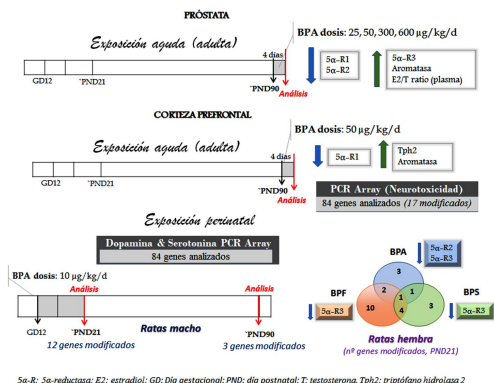 PRÓSTATA
Exposición aguda (adulta)
BPA dosis: 25, 50, 300, 600 µg/kg/d
4 días
5α-R1
5α-R2
5α-R3
Aromatasa
E2/T ratio (plasma)
GD12
*PND21
*PND90
Análisis
CORTEZA PREFRONTAL
Exposición aguda (adulta)
BPA dosis: 50 µg/kg/d
4 días
5α-R1
Tph2
Aromatasa
GD12
*PND21
*PND90
Análisis
PCR Array (Neurotoxicidad)
84 genes analizados (17 modificados)
Exposición perinatal
Dopamina & Serotonina PCR Array
84 genes analizados
BPA dosis: 10 µg/kg/d
Análisis
Análisis
GD12
*PND21
Ratas macho
*PND90
12 genes modificados
3 genes modificados
BPA
5α-R2
5α-R3
3
2
1
1
10
4
3
BPF
5α-R3
BPS
5α-R3
Ratas hembra
(nº genes modificados, PND21)
5α-R: 5α-reductasa; E2: estradiol; GD: Día gestacional; PND: día postnatal; T: testosterona, Tph2: triptófano hidrolasa 2